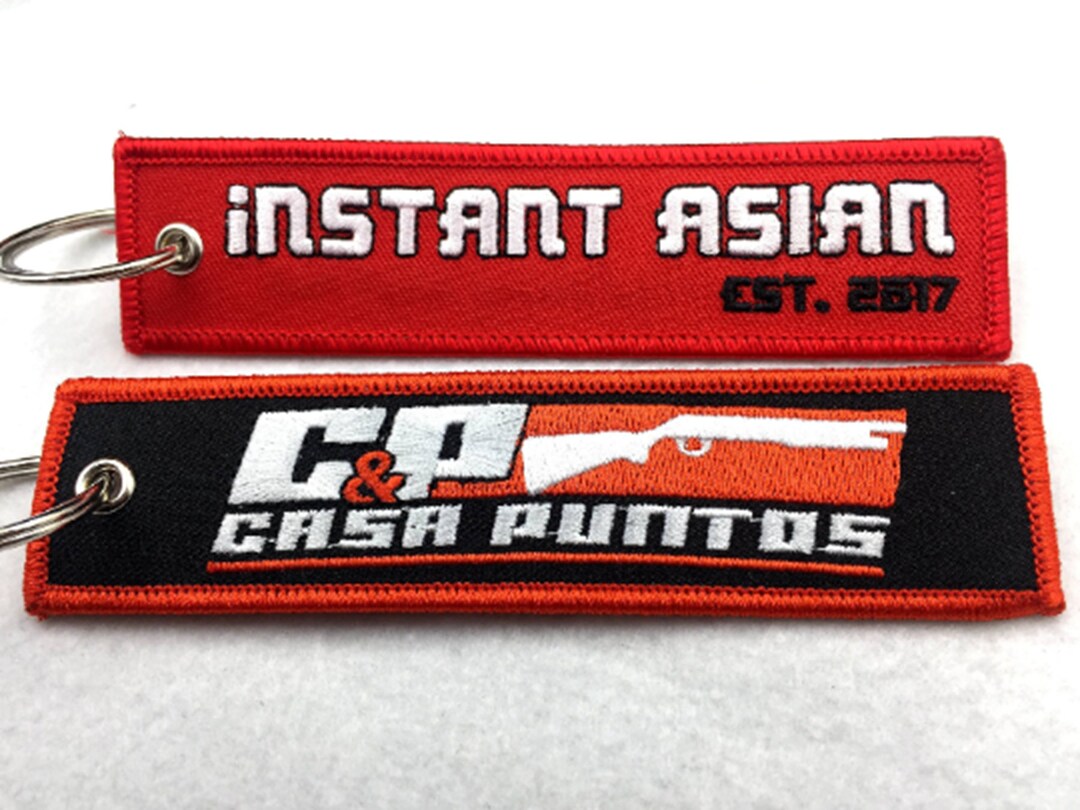 iNSTANT ASIAN
EST. 2017
C&P
CASA PUNTOS